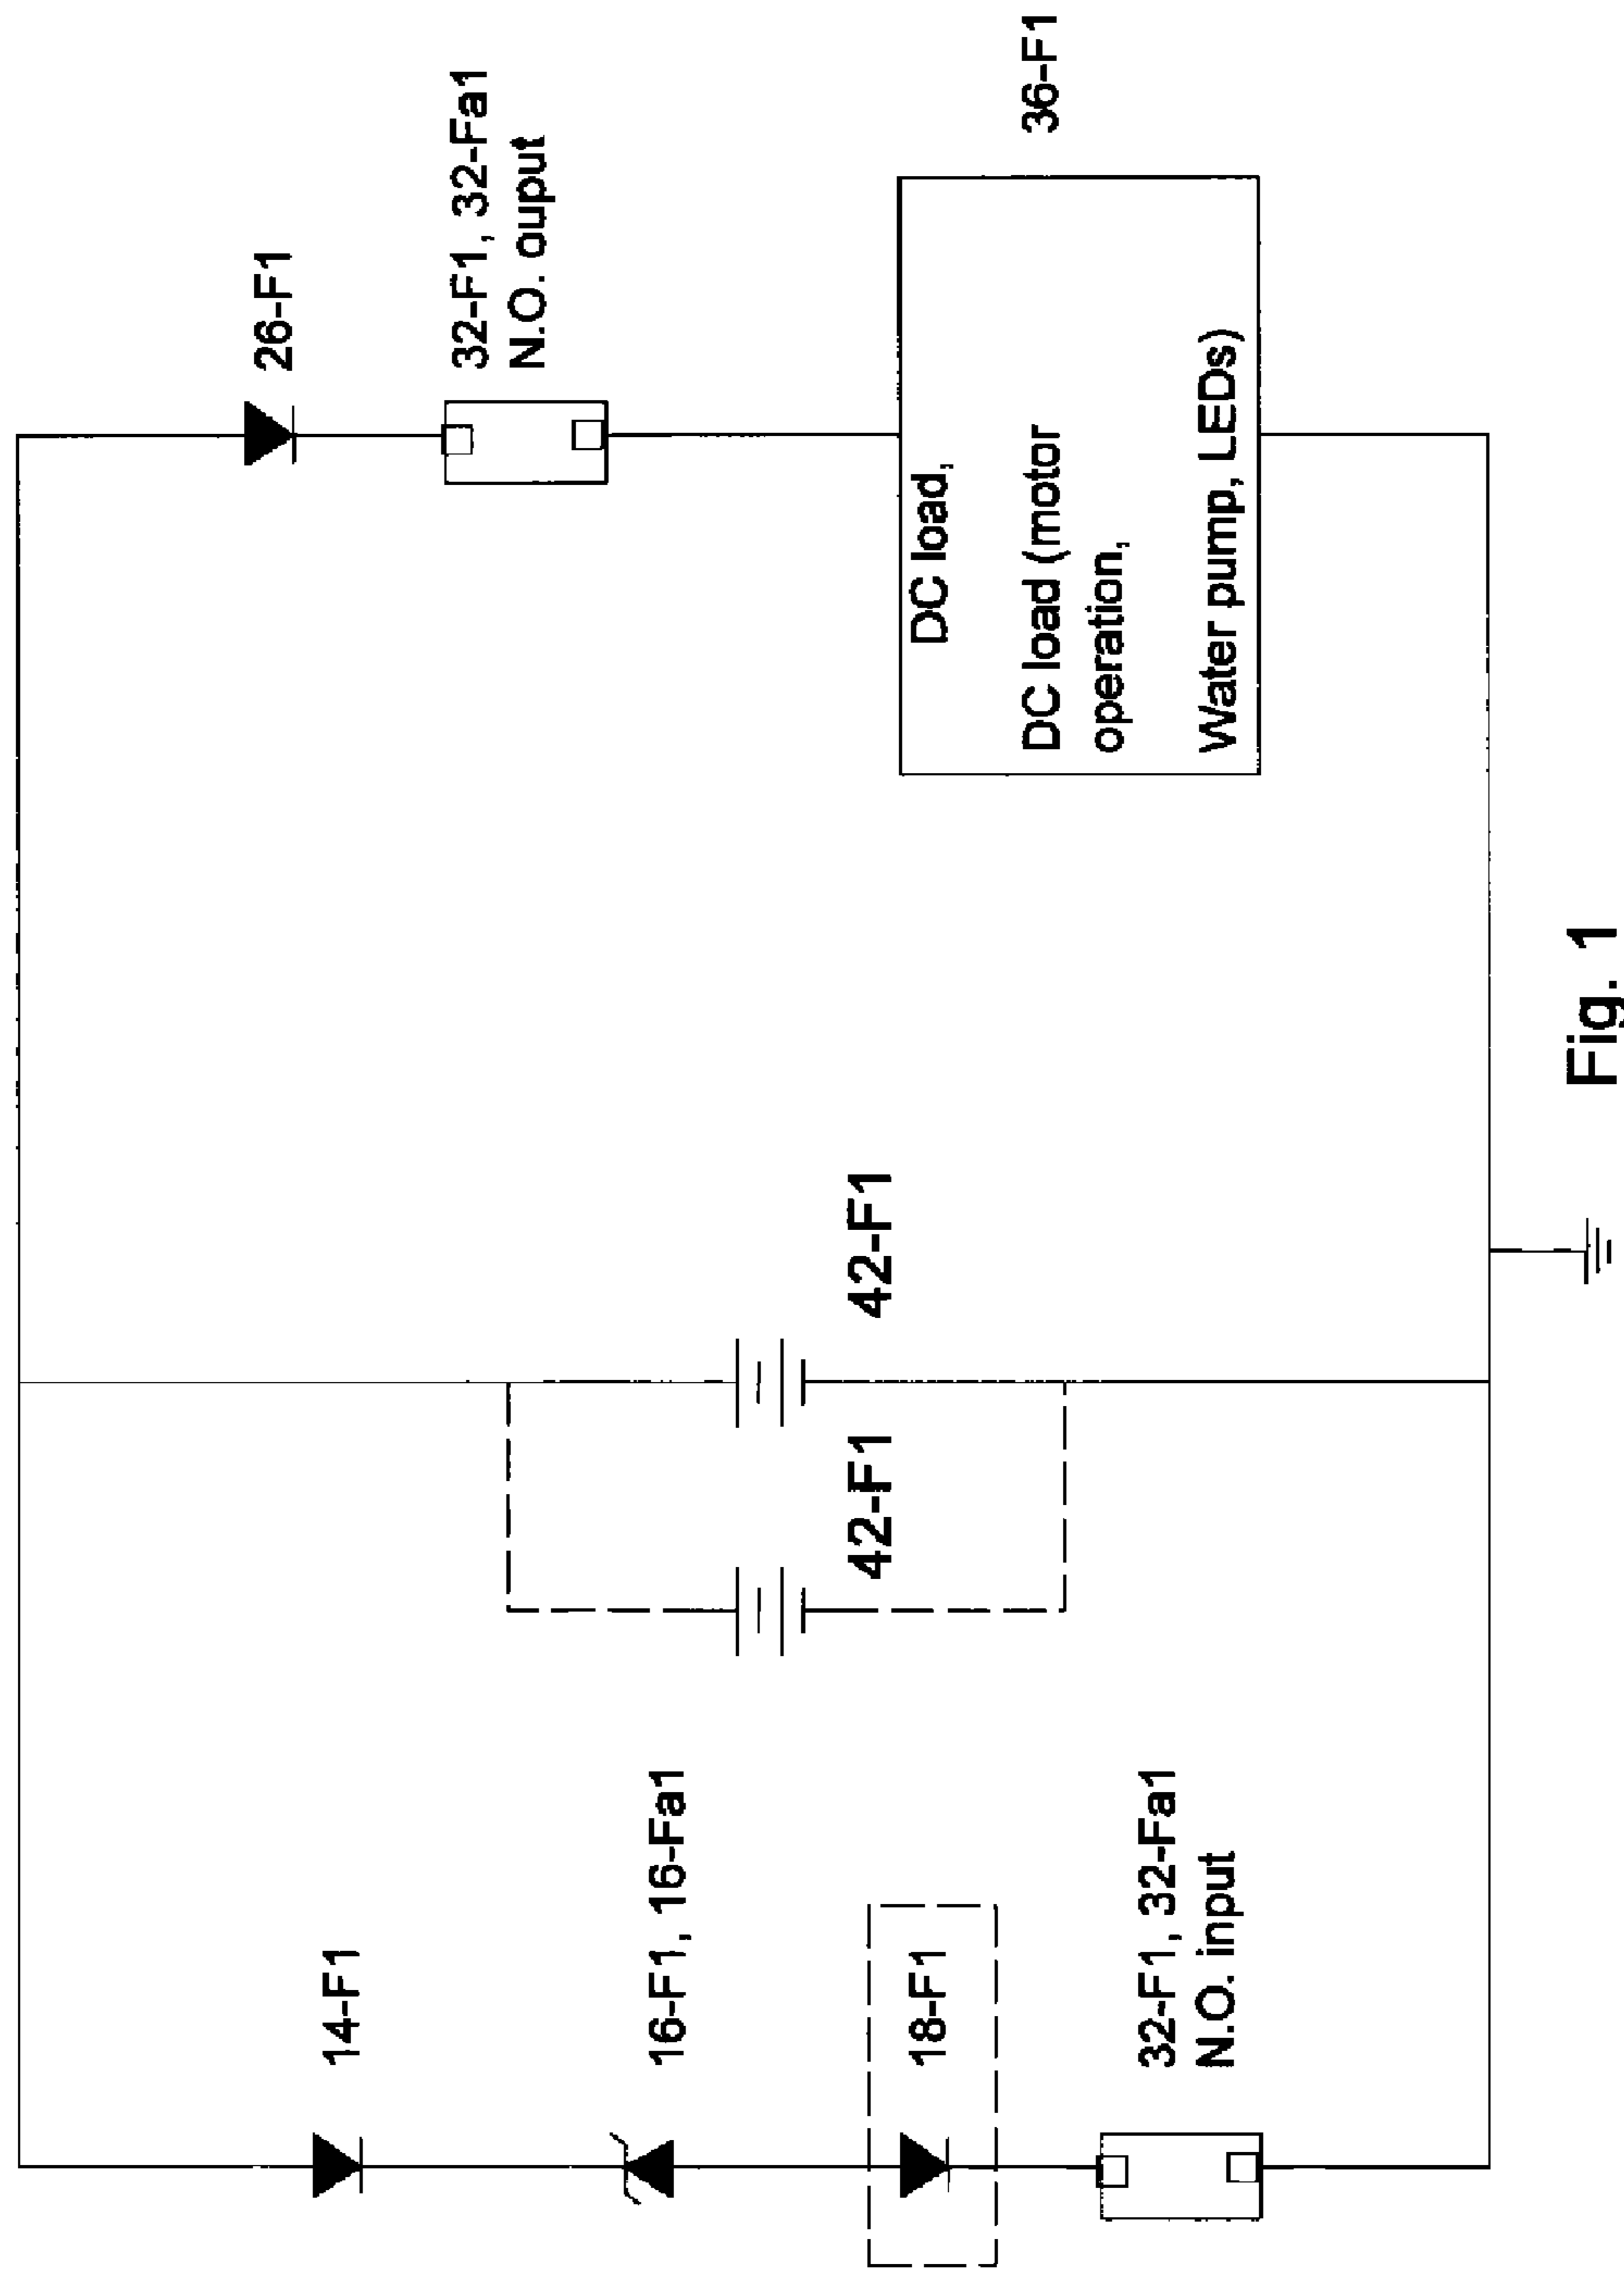 14-F1
16-F1, 16-Fa1
18-F1
32-F1, 32-Fa1
N.O. input
42-F1
42-F1
26-F1
32-F1, 32-Fa1
N.O. ouput
DC load,
DC load (motor
operation,
Water pump, LEDs)
36-F1
Fig. 1